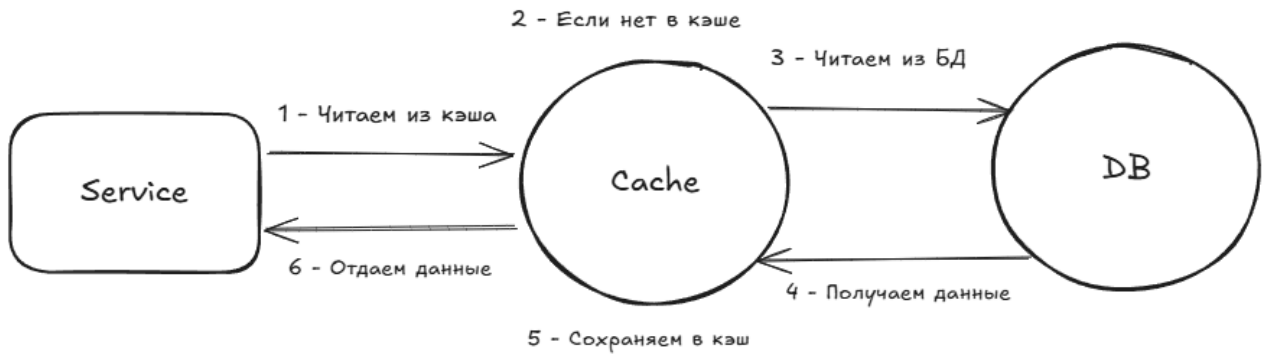 2 - Если нет в кэше
3 - Читаем из БД
1 - Читаем из кэша
Service
Cache
DB
6 - Отдаем данные
4 - Получаем данные
5 - Сохраняем в кэш